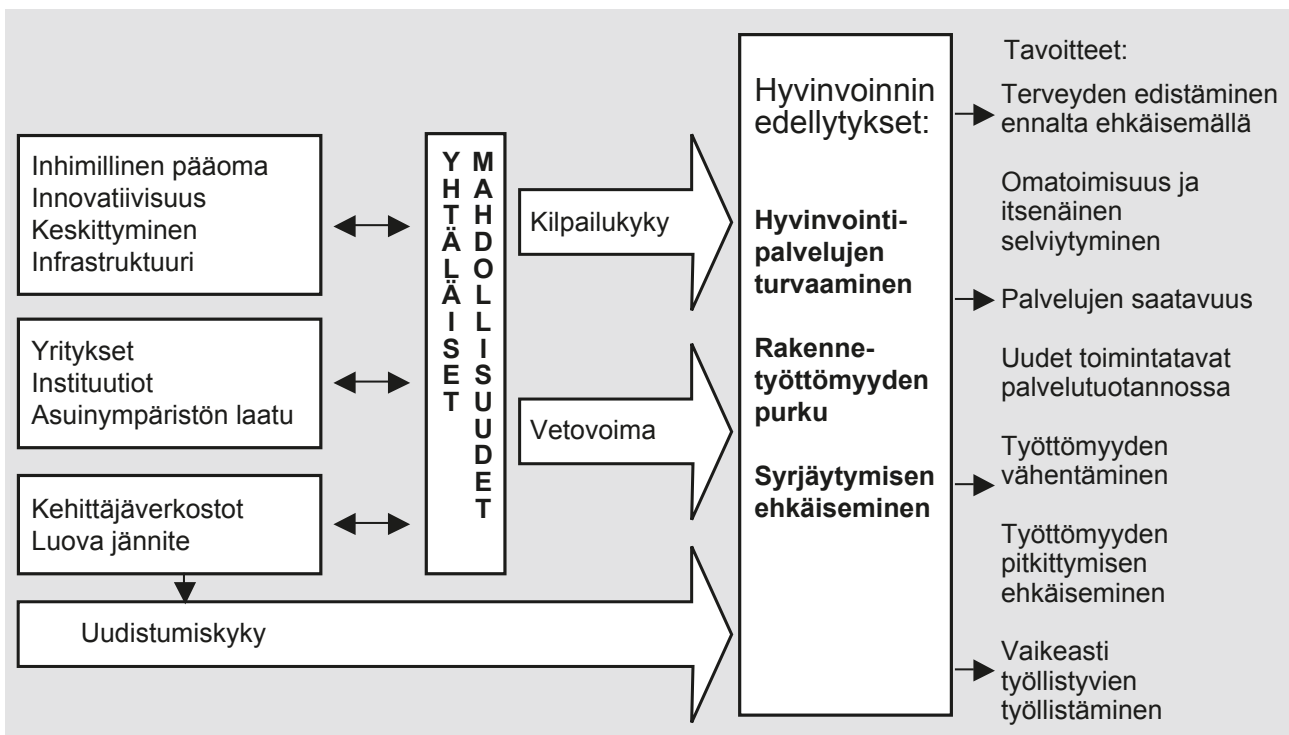 Inhimillinen pääoma
Innovatiivisuus
Keskittyminen
Infrastruktuuri
Yritykset
Instituutiot
Asuinympäristön laatu
Kehittäjäverkostot
Luova jännite
Uudistumiskyky
YHTÄLÄISET
MAHDOLLISUUDET
Kilpailukyky
Vetovoima
Hyvinvoinnin
edellytykset:
Hyvinvointi-
palvelujen
turvaaminen
Rakenne-
työttömyyden
purku
Syrjäytymisen
ehkäiseminen
Tavoitteet:
Terveyden edistäminen
ennalta ehkäisemällä
Omatoimisuus ja
itsenäinen
selviytyminen
Palvelujen saatavuus
Uudet toimintatavat
palvelutuotannossa
Työttömyyden
vähentäminen
Työttömyyden
pitkittymisen
ehkäiseminen
Vaikeasti
työllistyvien
työllistäminen